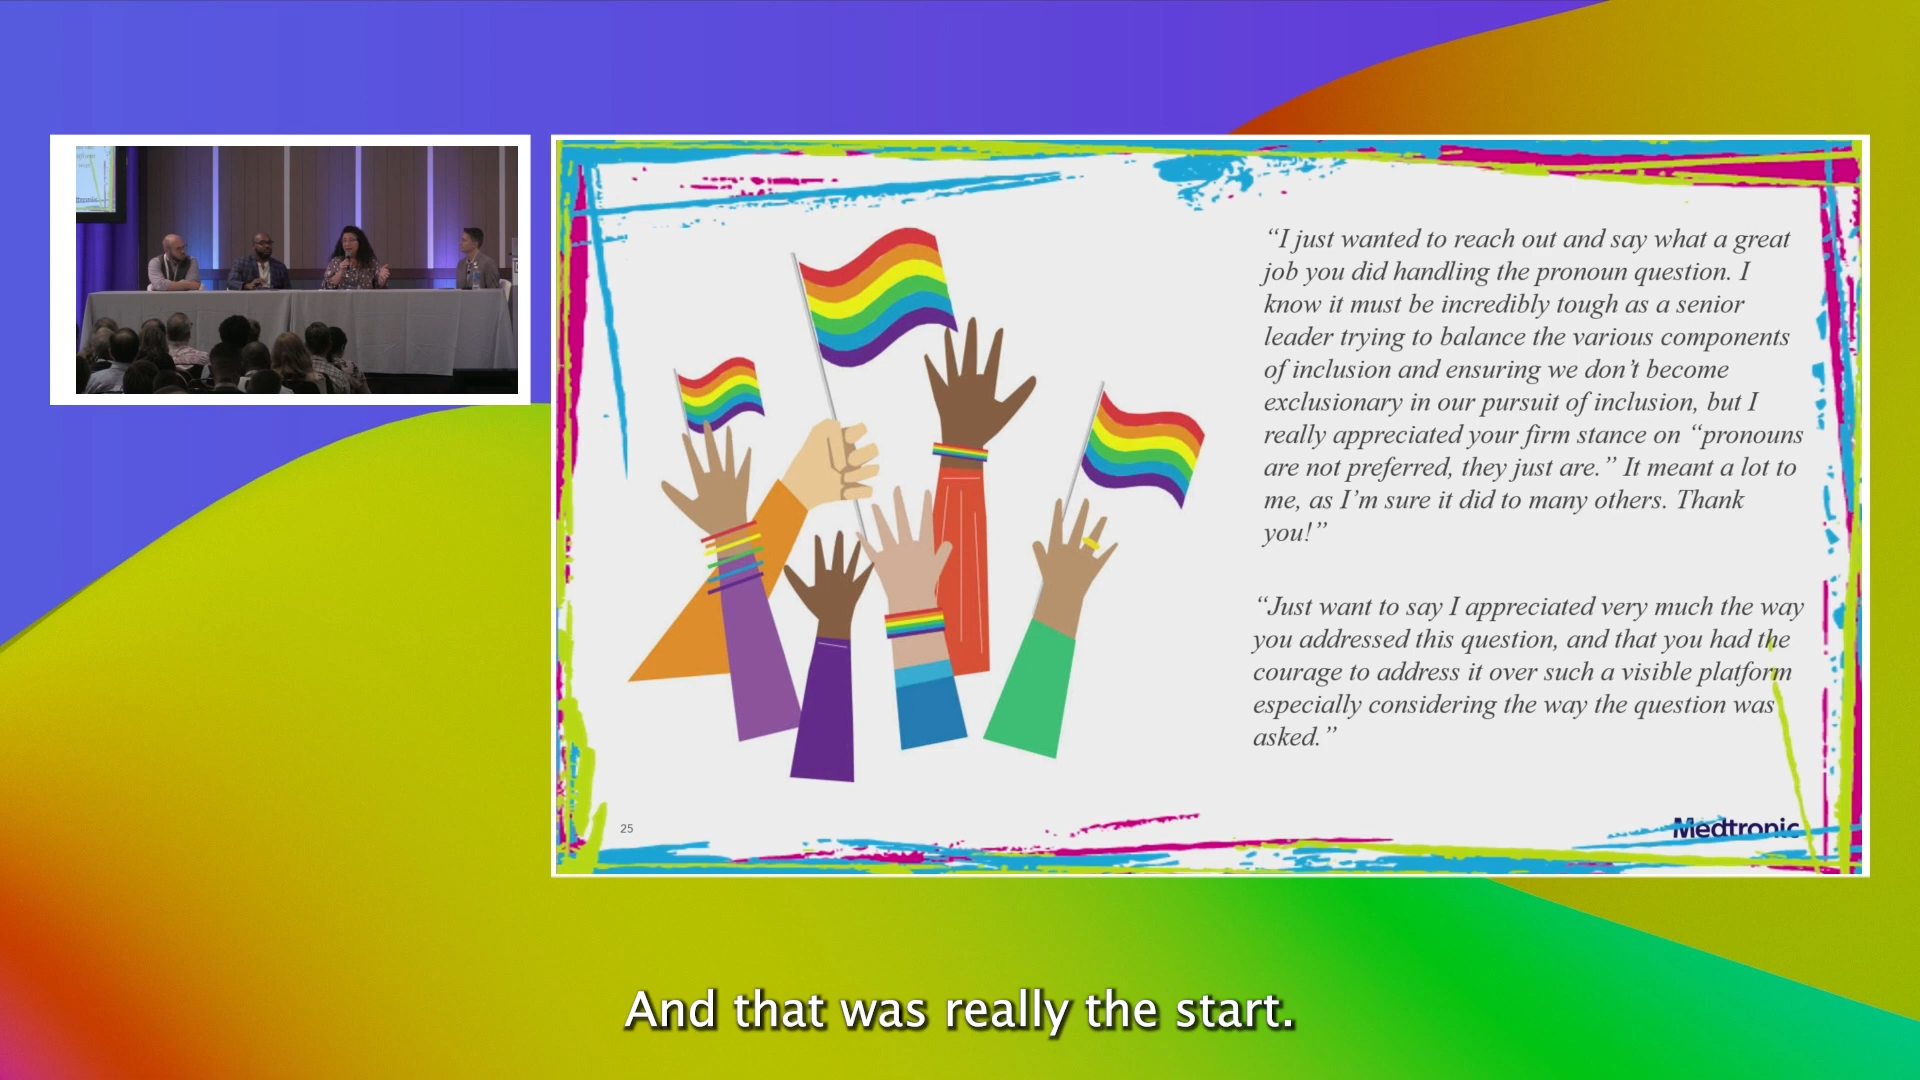 “I just wanted to reach out and say what a great
job you did handling the pronoun question. I
know it must be incredibly tough as a senior
leader trying to balance the various components
of inclusion and ensuring we don’t become
exclusionary in our pursuit of inclusion, but I
really appreciated your firm stance on “pronouns
are not preferred, they just are.” It meant a lot to
me, as I’m sure it did to many others. Thank
you!”
“Just want to say I appreciated very much the way
you addressed this question, and that you had the
courage to address it over such a visible platform
especially considering the way the question was
asked.”
25
Medtronic
And that was really the start.